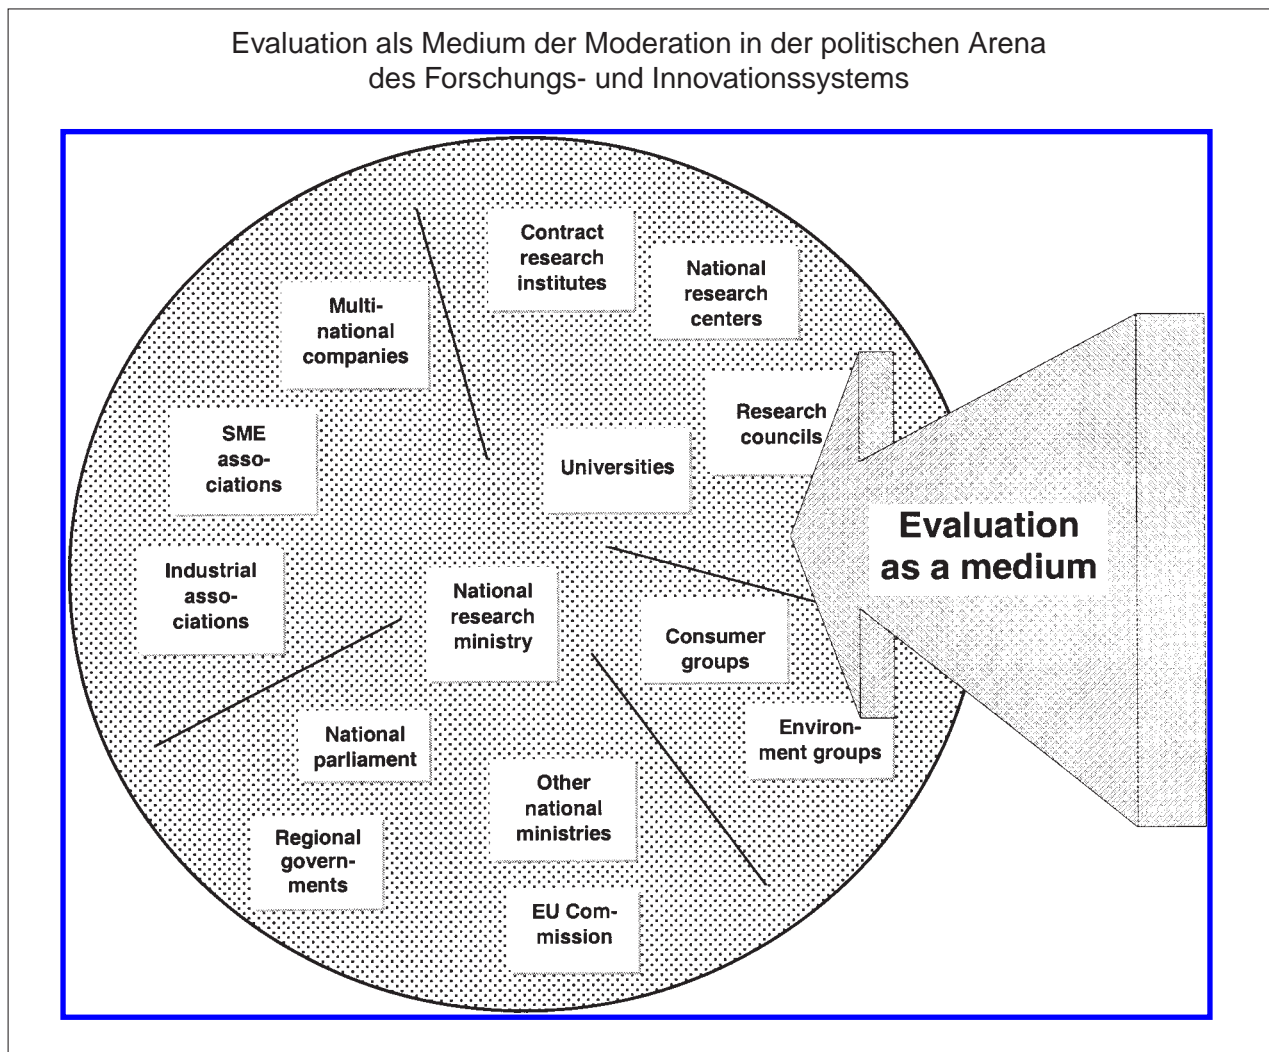 Evaluation als Medium der Moderation in der politischen Arena
des Forschungs- und Innovationssystems
Contract
research
institutes
National
research
centers
Multi-
national
companies
Research
councils
SME
asso-
ciations
Universities
Evaluation
as a medium
Industrial
asso-
ciations
National
research
ministry
Consumer
groups
National
parliament
Environ-
ment groups
Other
national
ministries
Regional
govern-
ments
EU Com-
mission